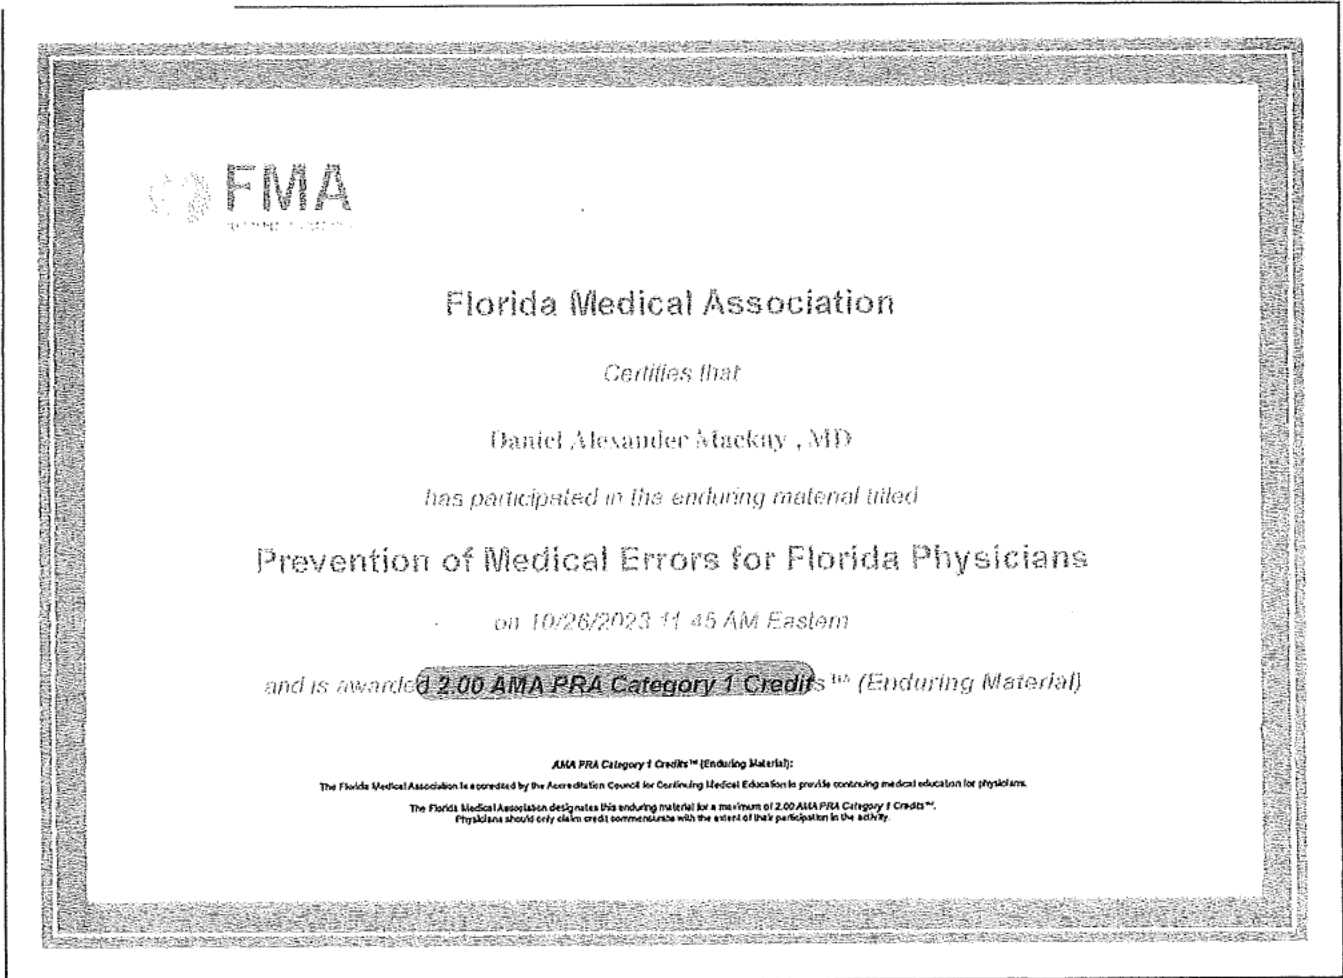 FMA
Florida Medical Association
Certifies that
Daniel Alexander Mackay , MD
has participated in the enduring material titled
Prevention of Medical Errors for Florida Physicians
on 10/26/2023 11:45 AM Eastern
and is awarded 2.00 AMA PRA Category 1 Credits™ (Enduring Material)
AMA PRA Category 1 Credits™ (Enduring Material):
The Florida Medical Association is accredited by the Accreditation Council for Continuing Medical Education to provide continuing medical education for physicians.
The Florida Medical Association designates this enduring material for a maximum of 2.00 AMA PRA Category 1 Credits™.
Physicians should only claim credit commensurate with the extent of their participation in the activity.